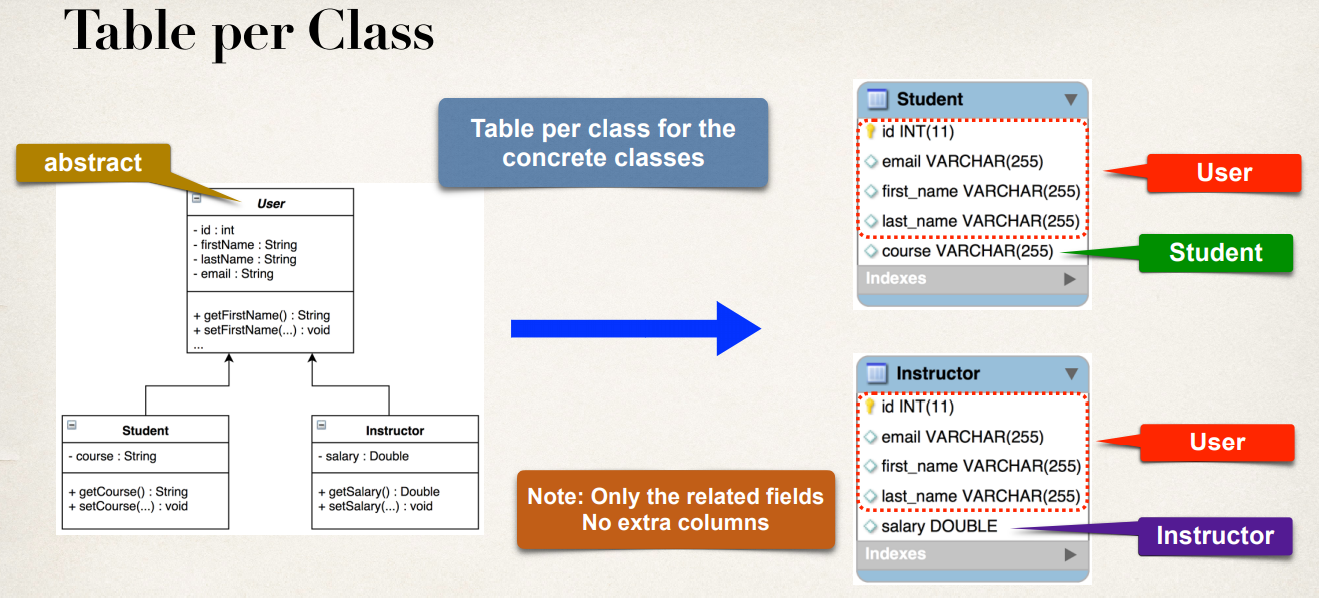 Table per Class
abstract
User
- id : int
- firstName : String
- lastName : String
- email : String
+ getFirstName() : String
+ setFirstName(...) : void
...
Student
- course : String
+ getCourse() : String
+ setCourse(...) : void
Instructor
- salary : Double
+ getSalary() : Double
+ setSalary(...) : void
Table per class for the
concrete classes
Note: Only the related fields
No extra columns
Student
id INT(11)
email VARCHAR(255)
first_name VARCHAR(255)
last_name VARCHAR(255)
course VARCHAR(255)
Indexes
User
Student
Instructor
id INT(11)
email VARCHAR(255)
first_name VARCHAR(255)
last_name VARCHAR(255)
salary DOUBLE
Indexes
User
Instructor